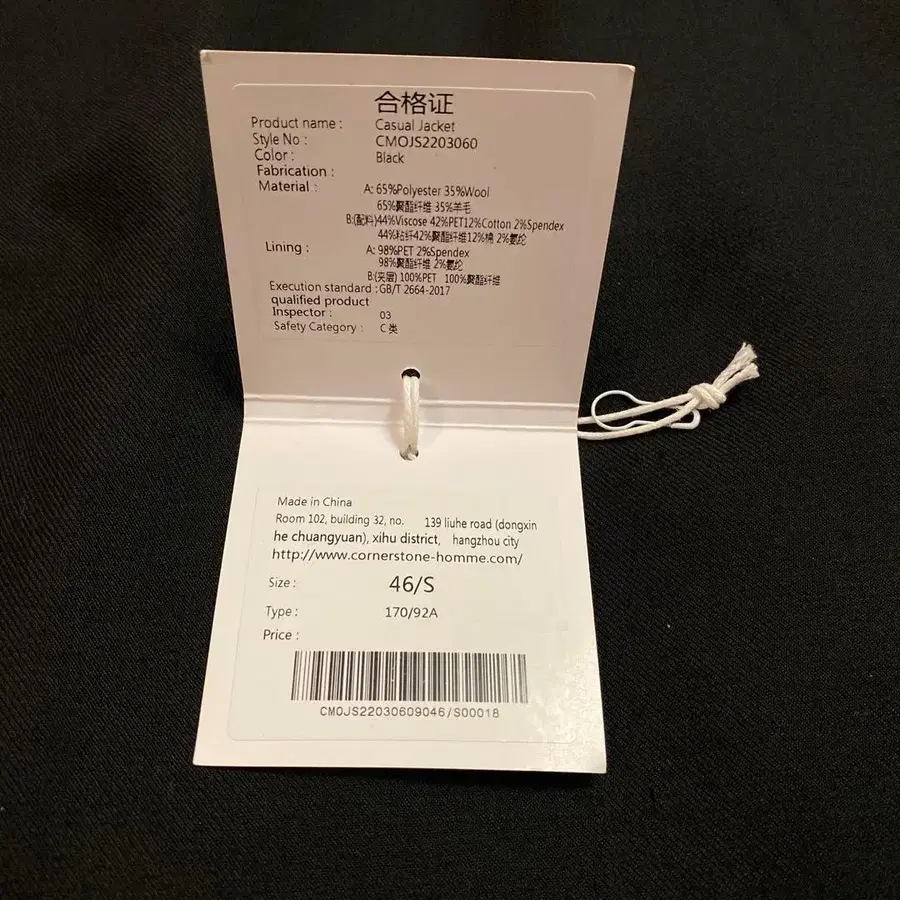 合格证
Product name : Casual Jacket
Style No : CMOJS2203060
Color : Black
Fabrication :
Material : A: 65%Polyester 35%Wool
65%聚酯纤维 35%羊毛
B:(配料)44%Viscose 42%PET12%Cotton 2%Spendex
44%粘纤42%聚酯纤维12%棉 2%氨纶
Lining : A: 98%PET 2%Spendex
98%聚酯纤维 2%氨纶
B:(夹层) 100%PET 100%聚酯纤维
Execution standard : GB/T 2664-2017
qualified product
Inspector : 03
Safety Category : C 类
Made in China
Room 102, building 32, no. 139 liuhe road (dongxin
he chuangyuan), xihu district, hangzhou city
http://www.cornerstone-homme.com/
Size : 46/S
Type : 170/92A
Price :
CMOJS22030609046/S00018